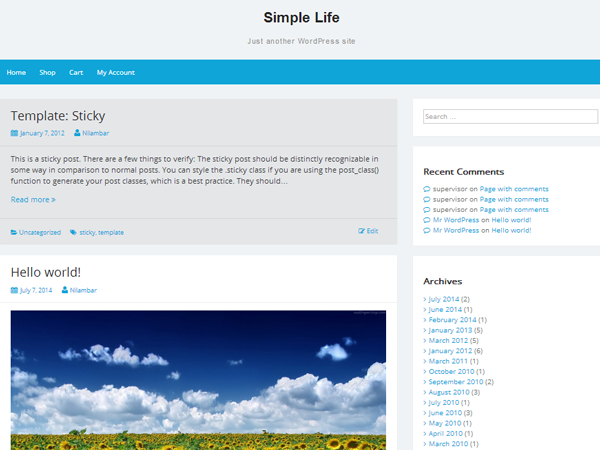 Simple Life
Just another WordPress site
Home Shop Cart My Account
Template: Sticky
January 7, 2012 Nilambar
This is a sticky post. There are a few things to verify: The sticky post should be distinctly recognizable in
some way in comparison to normal posts. You can style the .sticky class if you are using the post_class()
function to generate your post classes, which is a best practice. They should...
Read more »
Uncategorized sticky, template Edit
Hello world!
July 7, 2014 Nilambar
Search ...
Recent Comments
supervisor on Page with comments
supervisor on Page with comments
supervisor on Page with comments
Mr WordPress on Hello world!
Mr WordPress on Hello world!
Archives
July 2014 (2)
June 2014 (1)
February 2014 (1)
January 2013 (5)
March 2012 (5)
January 2012 (6)
March 2011 (1)
October 2010 (1)
September 2010 (2)
August 2010 (3)
July 2010 (1)
June 2010 (3)
May 2010 (1)
April 2010 (1)
March 2010 (1)